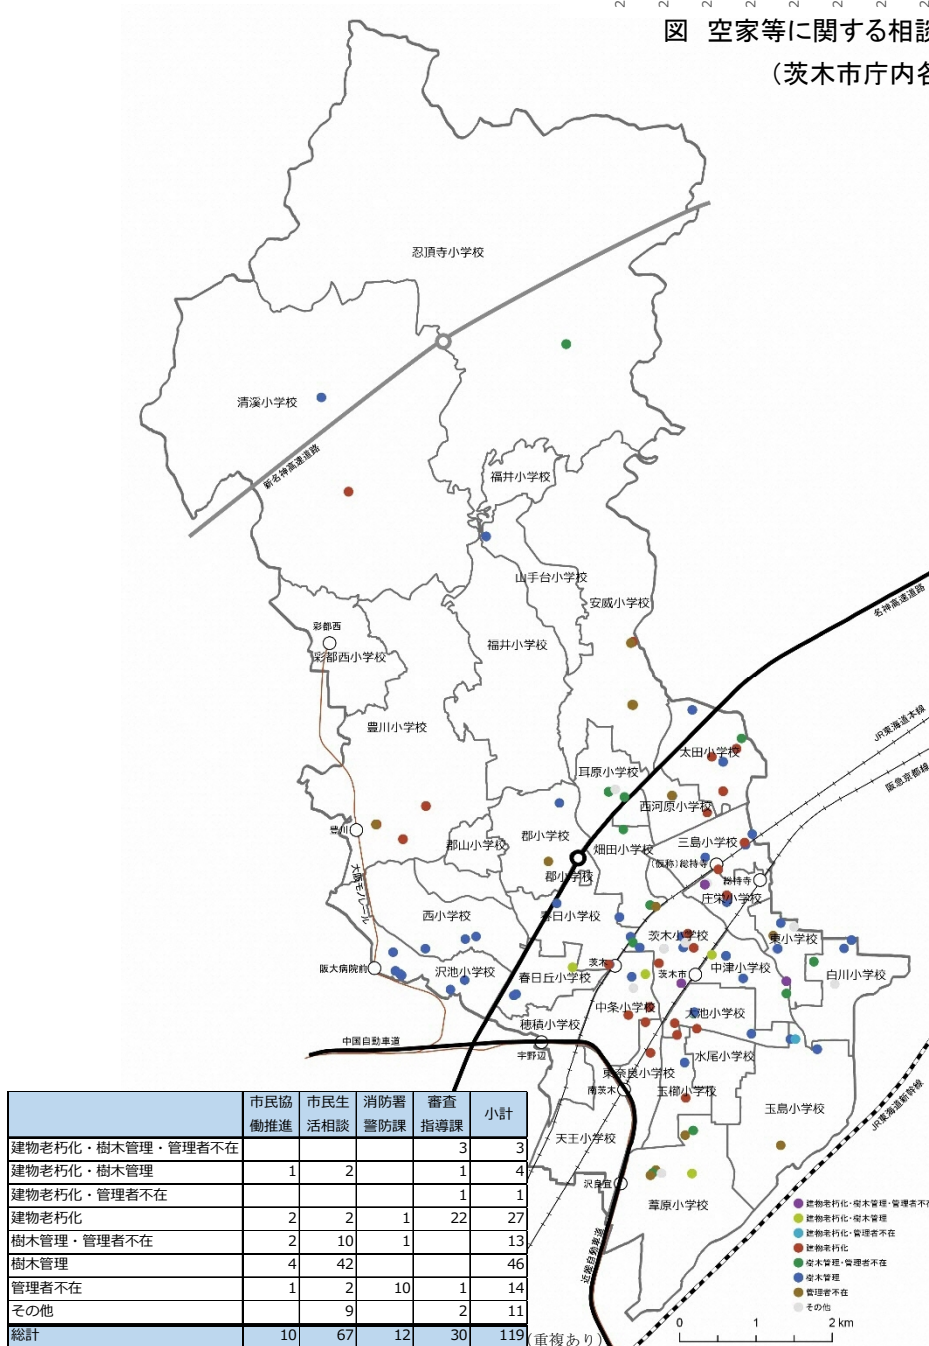 図 空家等に関する相談
（茨木市庁内各
忍頂寺小学校
清溪小学校
新名神高速道路
福井小学校
山手台小学校
安威小学校
名神高速道路
彩都西
彩都西小学校
福井小学校
豊川小学校
JR東海道本線
阪急京都線
太田小学校
耳原小学校
西河原小学校
豊川
郡山小学校
郡小学校
畑田小学校
三島小学校
(仮称)総持寺
総持寺
郡小学校
庄栄小学校
大阪モノレール
西小学校
春日小学校
茨木小学校
東小学校
阪大病院前
沢池小学校
春日丘小学校
茨木
茨木市
中津小学校
白川小学校
中条小学校
大池小学校
穂積小学校
中国自動車道
宇野辺
水尾小学校
東奈良小学校
南茨木
玉櫛小学校
玉島小学校
JR東海道新幹線
天王小学校
沢良宜
葦原小学校
近畿自動車道
市民協働推進 市民生活相談 消防署警防課 審査指導課 小計
建物老朽化・樹木管理・管理者不在 3 3
建物老朽化・樹木管理 1 2 1 4
建物老朽化・管理者不在 1 1
建物老朽化 2 2 1 22 27
樹木管理・管理者不在 2 10 1 13
樹木管理 4 42 46
管理者不在 1 2 10 1 14
その他 9 2 11
総計 10 67 12 30 119
(重複あり)
建物老朽化・樹木管理・管理者不在
建物老朽化・樹木管理
建物老朽化・管理者不在
建物老朽化
樹木管理・管理者不在
樹木管理
管理者不在
その他
0 1 2 km